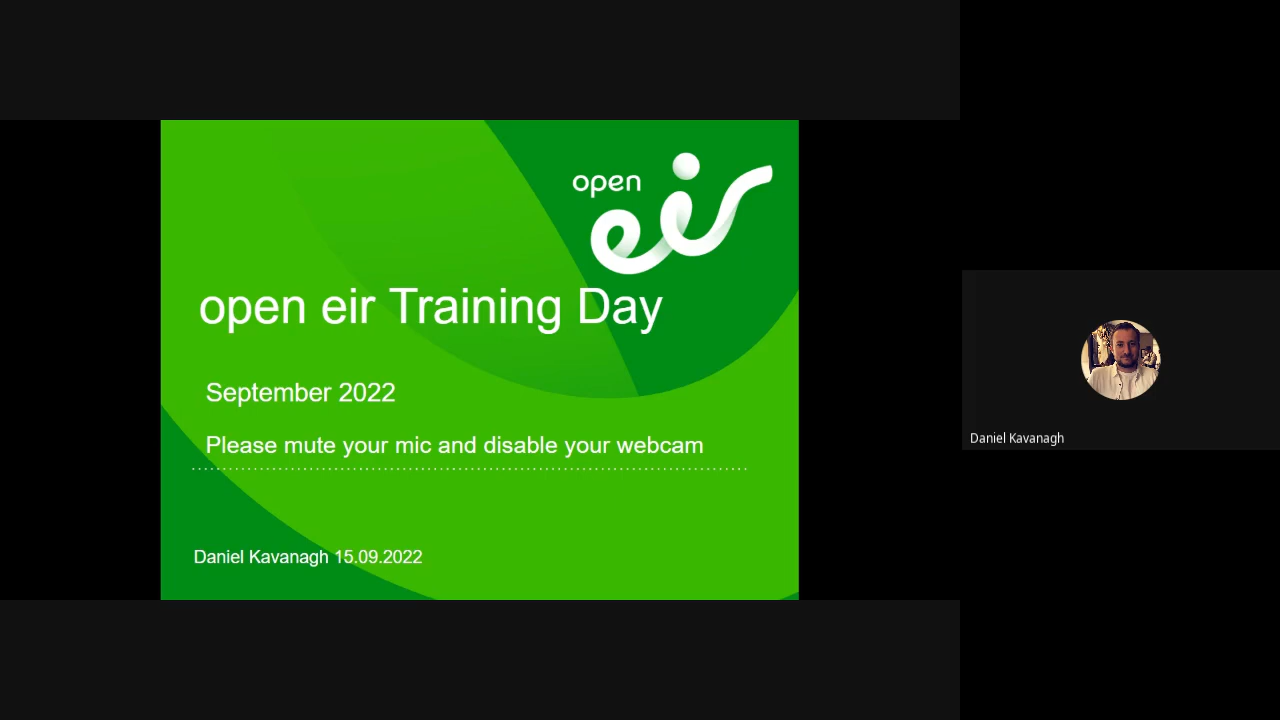 open
eir
open eir Training Day
September 2022
Please mute your mic and disable your webcam
Daniel Kavanagh 15.09.2022
Daniel Kavanagh